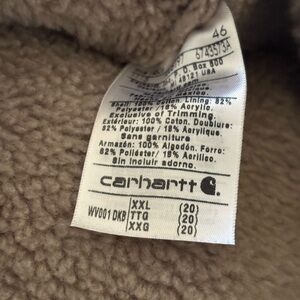 46
5743573A
O. Box 600
48121 USA
Shell: 100% Cotton. Lining: 82%
Polyester / 18% Acrylic.
Exclusive of Trimming.
Extérieur: 100% Coton. Doublure:
82% Polyester / 18% Acrylique.
Sans garniture
Armazón: 100% Algodón. Forro:
82% Poliéster / 18% Acrílico.
Sin incluir adorno.
carhartt
WV001 DKB
XXL (20)
TTG (20)
XXG (20)